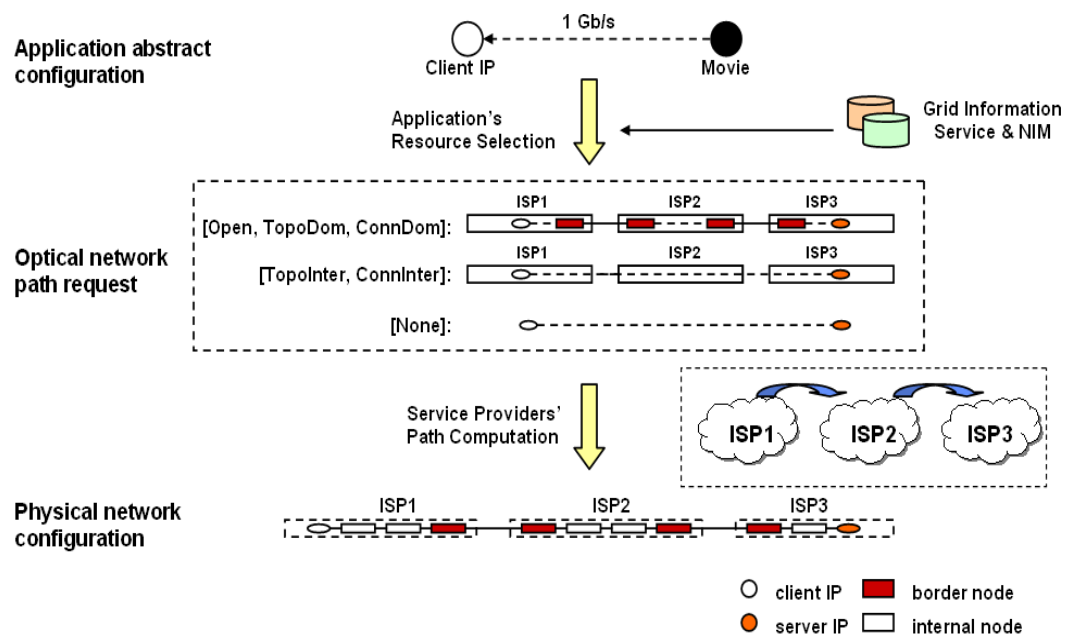 1 Gb/s
Application abstract
configuration
Client IP
Movie
Application's
Resource Selection
Grid Information
Service & NIM
ISP1
ISP2
ISP3
[Open, TopoDom, ConnDom]:
ISP1
ISP2
ISP3
Optical network
path request
[TopoInter, ConnInter]:
[None]:
Service Providers'
Path Computation
ISP1
ISP2
ISP3
Physical network
configuration
ISP1
ISP2
ISP3
client IP
border node
server IP
internal node